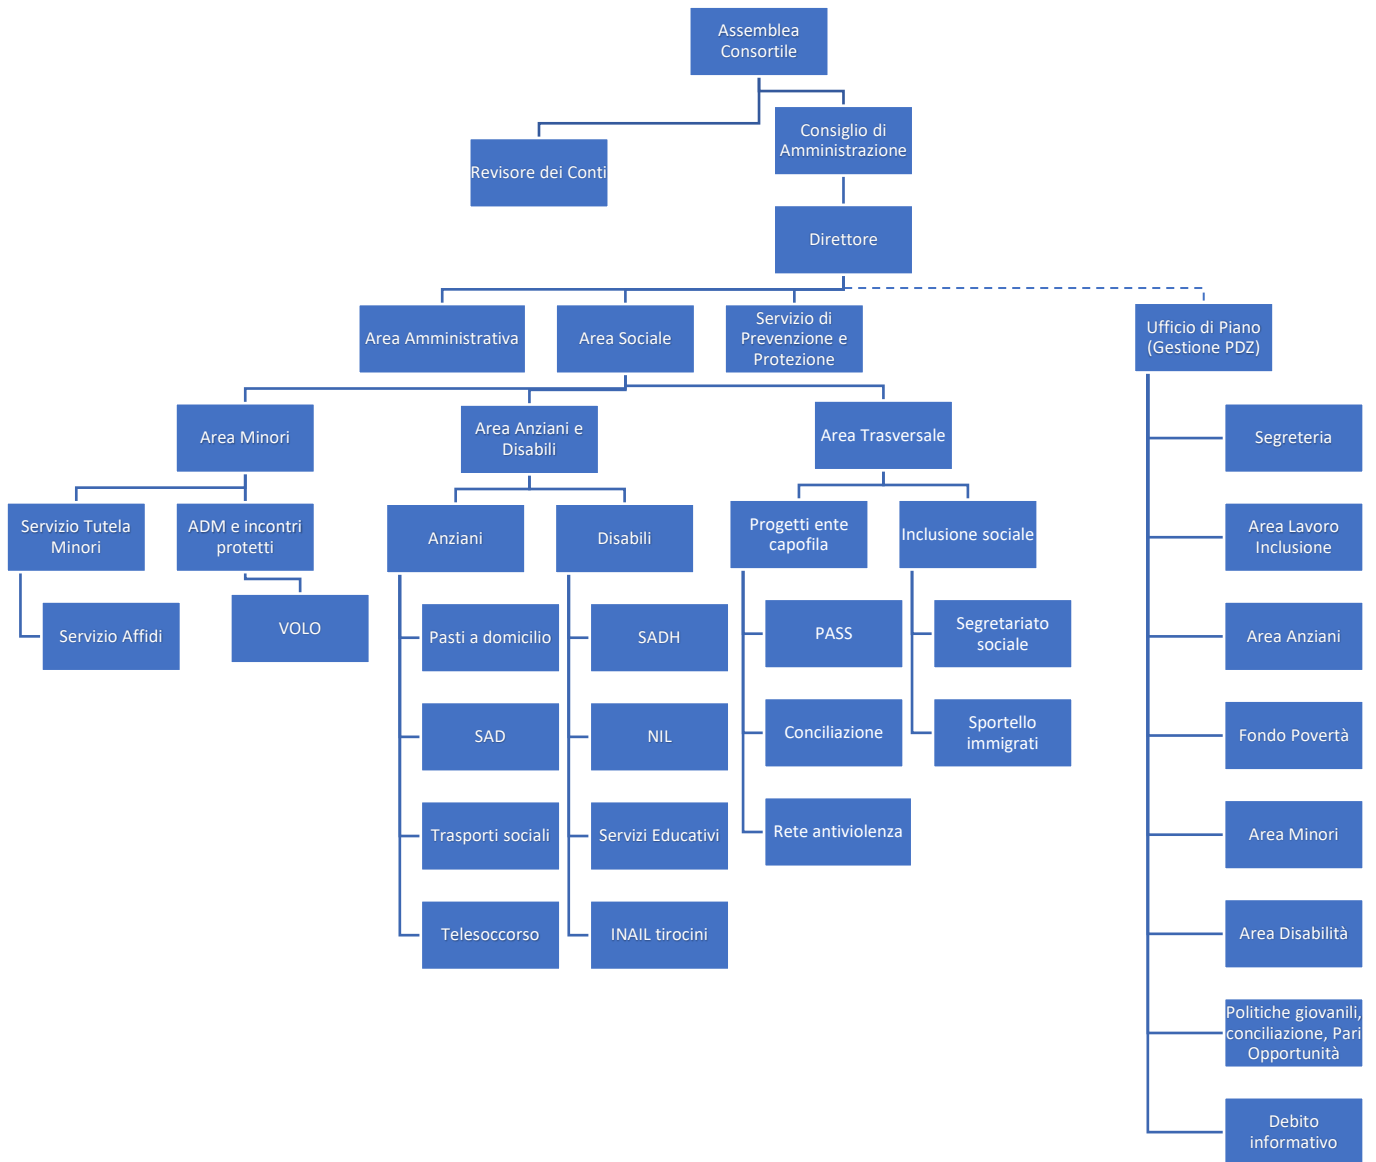 Assemblea
Consortile
Consiglio di
Amministrazione
Revisore dei Conti
Direttore
Area Amministrativa
Area Sociale
Servizio di
Prevenzione e
Protezione
Ufficio di Piano
(Gestione PDZ)
Area Minori
Area Anziani e
Disabili
Area Trasversale
Segreteria
Servizio Tutela
Minori
ADM e incontri
protetti
Anziani
Disabili
Progetti ente
capofila
Inclusione sociale
Area Lavoro
Inclusione
Servizio Affidi
VOLO
Pasti a domicilio
SADH
PASS
Segretariato
sociale
Area Anziani
SAD
NIL
Conciliazione
Sportello
immigrati
Fondo Povertà
Trasporti sociali
Servizi Educativi
Rete antiviolenza
Area Minori
Telesoccorso
INAIL tirocini
Area Disabilità
Politiche giovanili,
conciliazione, Pari
Opportunità
Debito
informativo